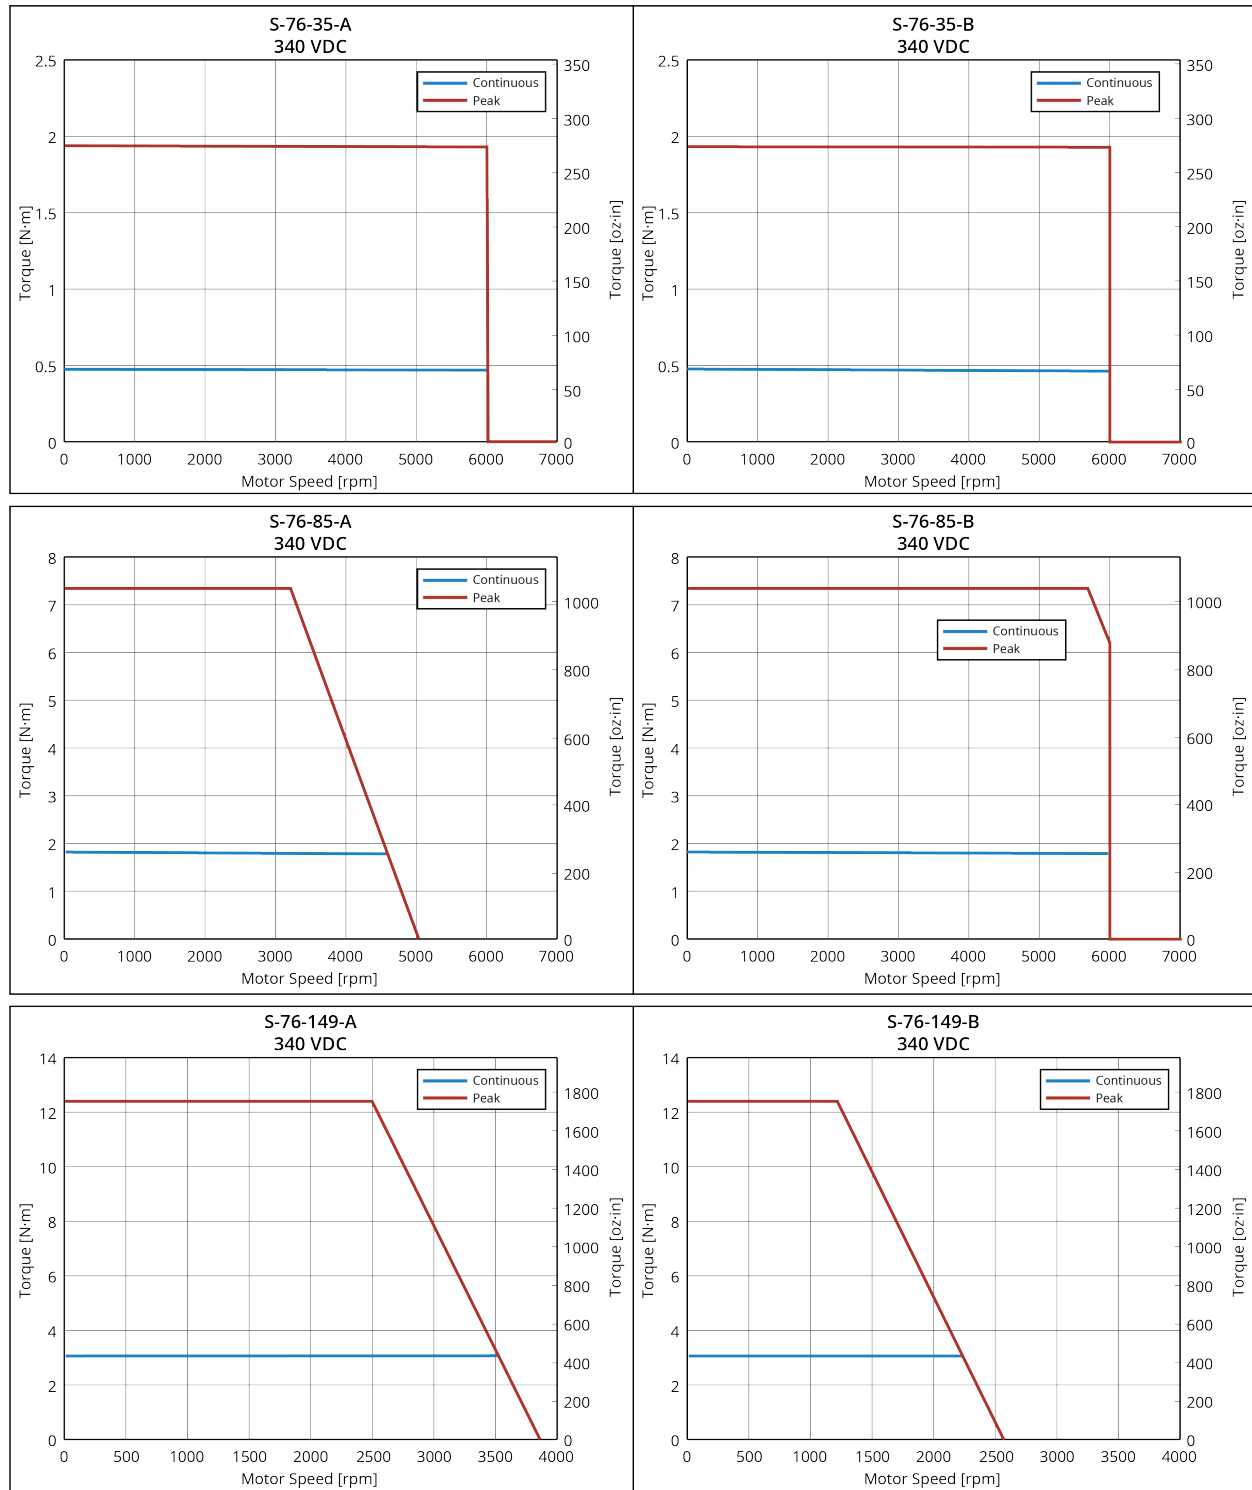 S-76-35-A
340 VDC
Continuous
Peak
2.5
2
1.5
1
0.5
0
350
300
250
200
150
100
50
0
Torque [N·m]
Torque [oz·in]
0 1000 2000 3000 4000 5000 6000 7000
Motor Speed [rpm]
S-76-35-B
340 VDC
Continuous
Peak
2.5
2
1.5
1
0.5
0
350
300
250
200
150
100
50
0
Torque [N·m]
Torque [oz·in]
0 1000 2000 3000 4000 5000 6000 7000
Motor Speed [rpm]
S-76-85-A
340 VDC
Continuous
Peak
8
7
6
5
4
3
2
1
0
1000
800
600
400
200
0
Torque [N·m]
Torque [oz·in]
0 1000 2000 3000 4000 5000 6000 7000
Motor Speed [rpm]
S-76-85-B
340 VDC
Continuous
Peak
8
7
6
5
4
3
2
1
0
1000
800
600
400
200
0
Torque [N·m]
Torque [oz·in]
0 1000 2000 3000 4000 5000 6000 7000
Motor Speed [rpm]
S-76-149-A
340 VDC
Continuous
Peak
14
12
10
8
6
4
2
0
1800
1600
1400
1200
1000
800
600
400
200
0
Torque [N·m]
Torque [oz·in]
0 500 1000 1500 2000 2500 3000 3500 4000
Motor Speed [rpm]
S-76-149-B
340 VDC
Continuous
Peak
14
12
10
8
6
4
2
0
1800
1600
1400
1200
1000
800
600
400
200
0
Torque [N·m]
Torque [oz·in]
0 500 1000 1500 2000 2500 3000 3500 4000
Motor Speed [rpm]